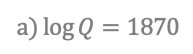 a) log Q = 1870